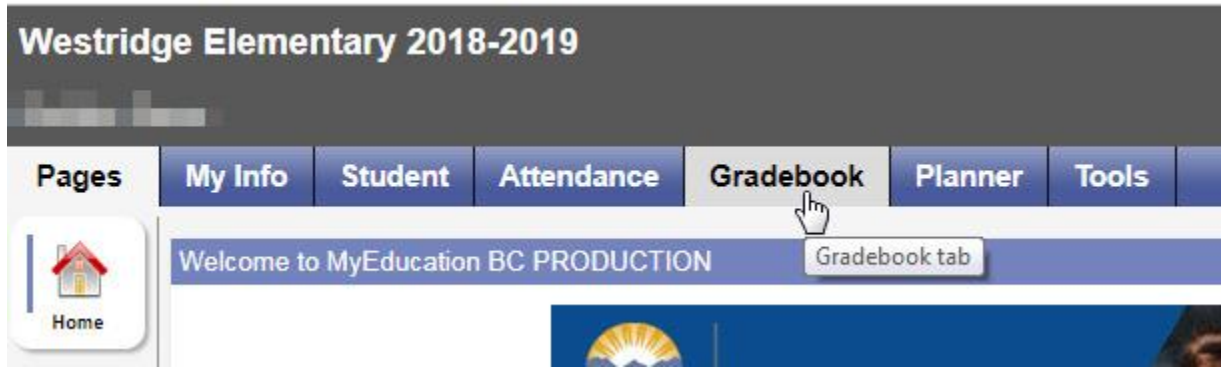 Westridge Elementary 2018-2019
Pages My Info Student Attendance Gradebook Planner Tools
Welcome to MyEducation BC PRODUCTION
Gradebook tab
Home